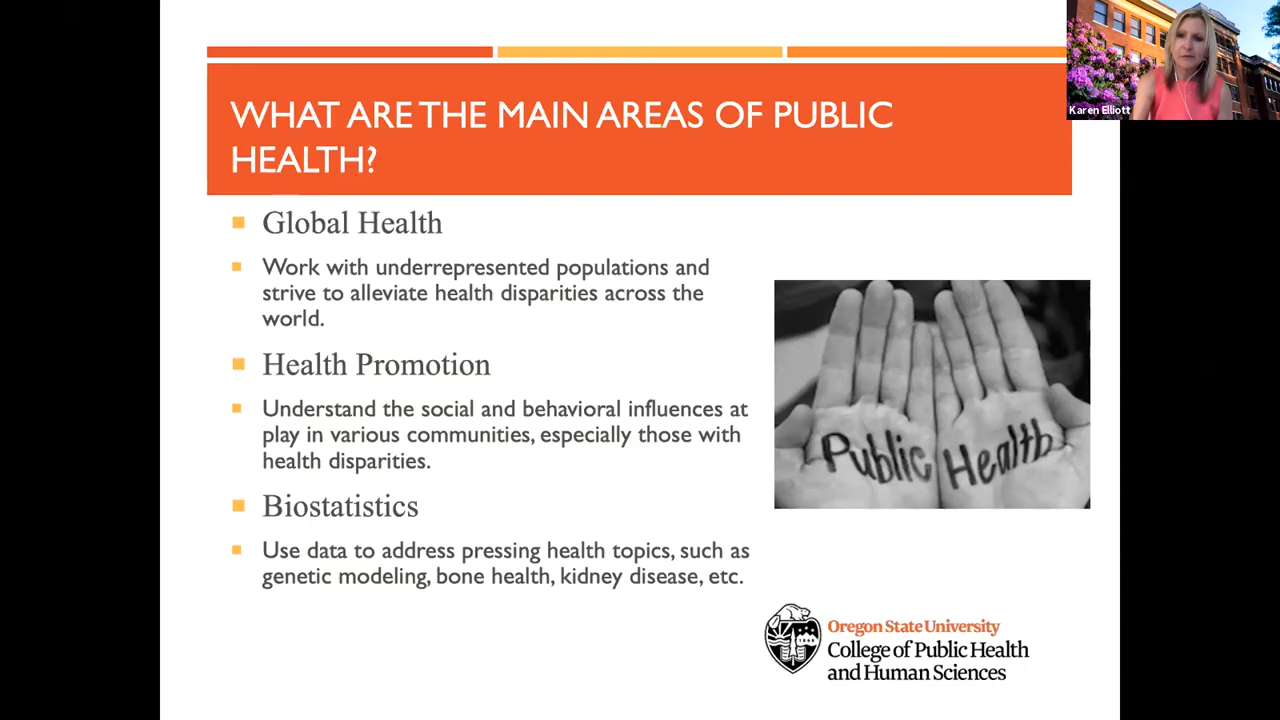 WHAT ARE THE MAIN AREAS OF PUBLIC
HEALTH?
Karen Elliott
Global Health
Work with underrepresented populations and
strive to alleviate health disparities across the
world.
Health Promotion
Understand the social and behavioral influences at
play in various communities, especially those with
health disparities.
Biostatistics
Use data to address pressing health topics, such as
genetic modeling, bone health, kidney disease, etc.
Public Health
Oregon State University
College of Public Health
and Human Sciences